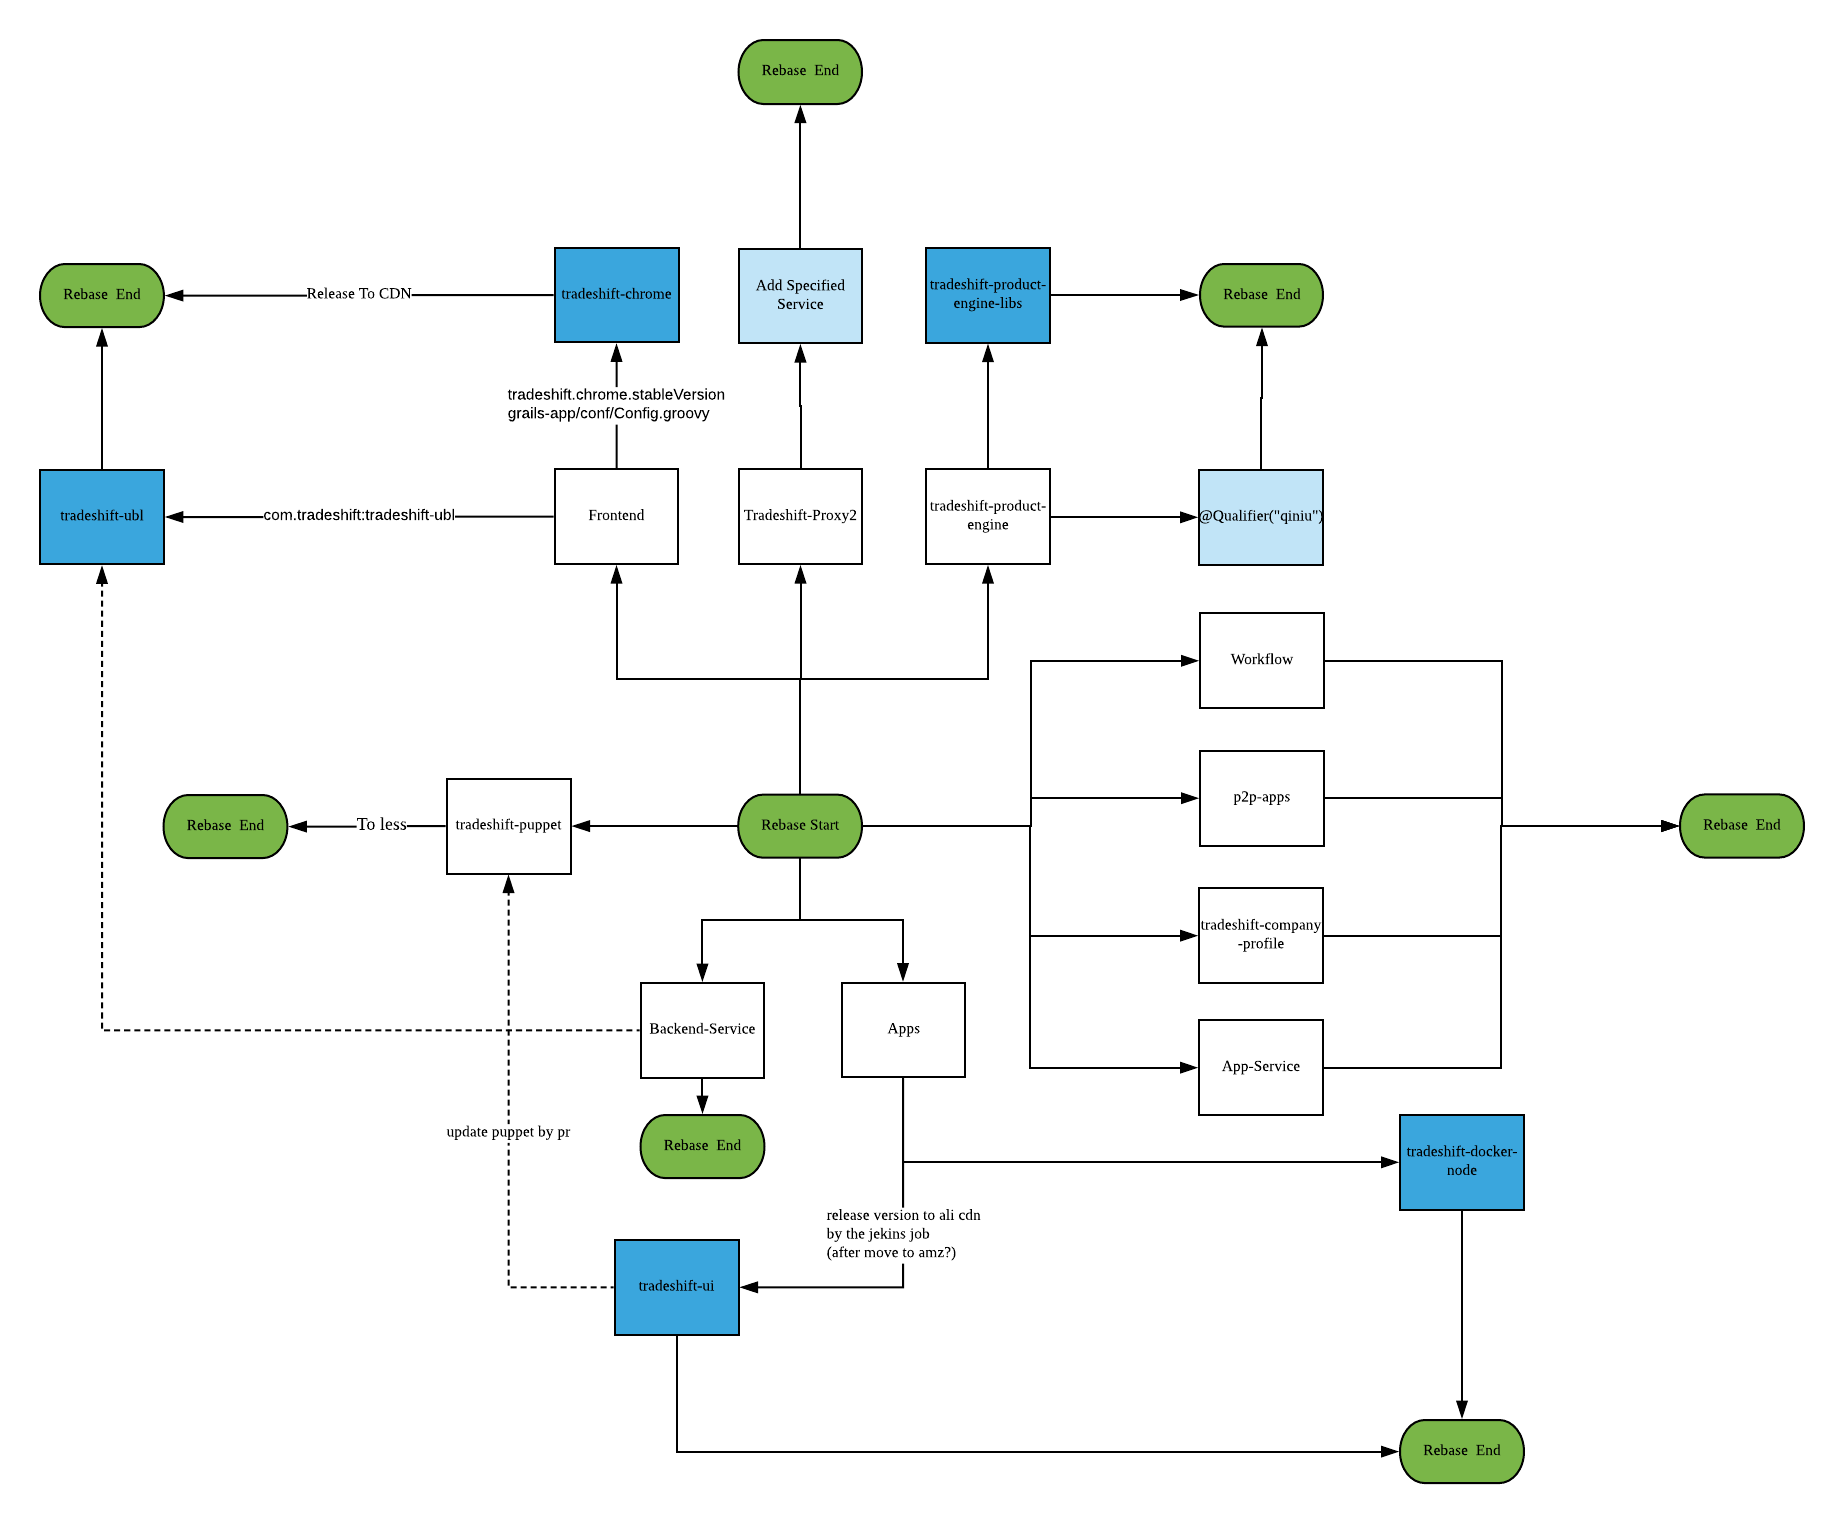 Rebase End
Rebase End
Release To CDN
tradeshift-chrome
Add Specified
Service
tradeshift-product-
engine-libs
Rebase End
tradeshift.chrome.stableVersion
grails-app/conf/Config.groovy
tradeshift-ubl
com.tradeshift:tradeshift-ubl
Frontend
Tradeshift-Proxy2
tradeshift-product-
engine
@Qualifier("qiniu")
Workflow
p2p-apps
Rebase End
To less
tradeshift-puppet
Rebase Start
Rebase End
tradeshift-company
-profile
Backend-Service
Apps
App-Service
update puppet by pr
Rebase End
tradeshift-docker-
node
release version to ali cdn
by the jekins job
(after move to amz?)
tradeshift-ui
Rebase End